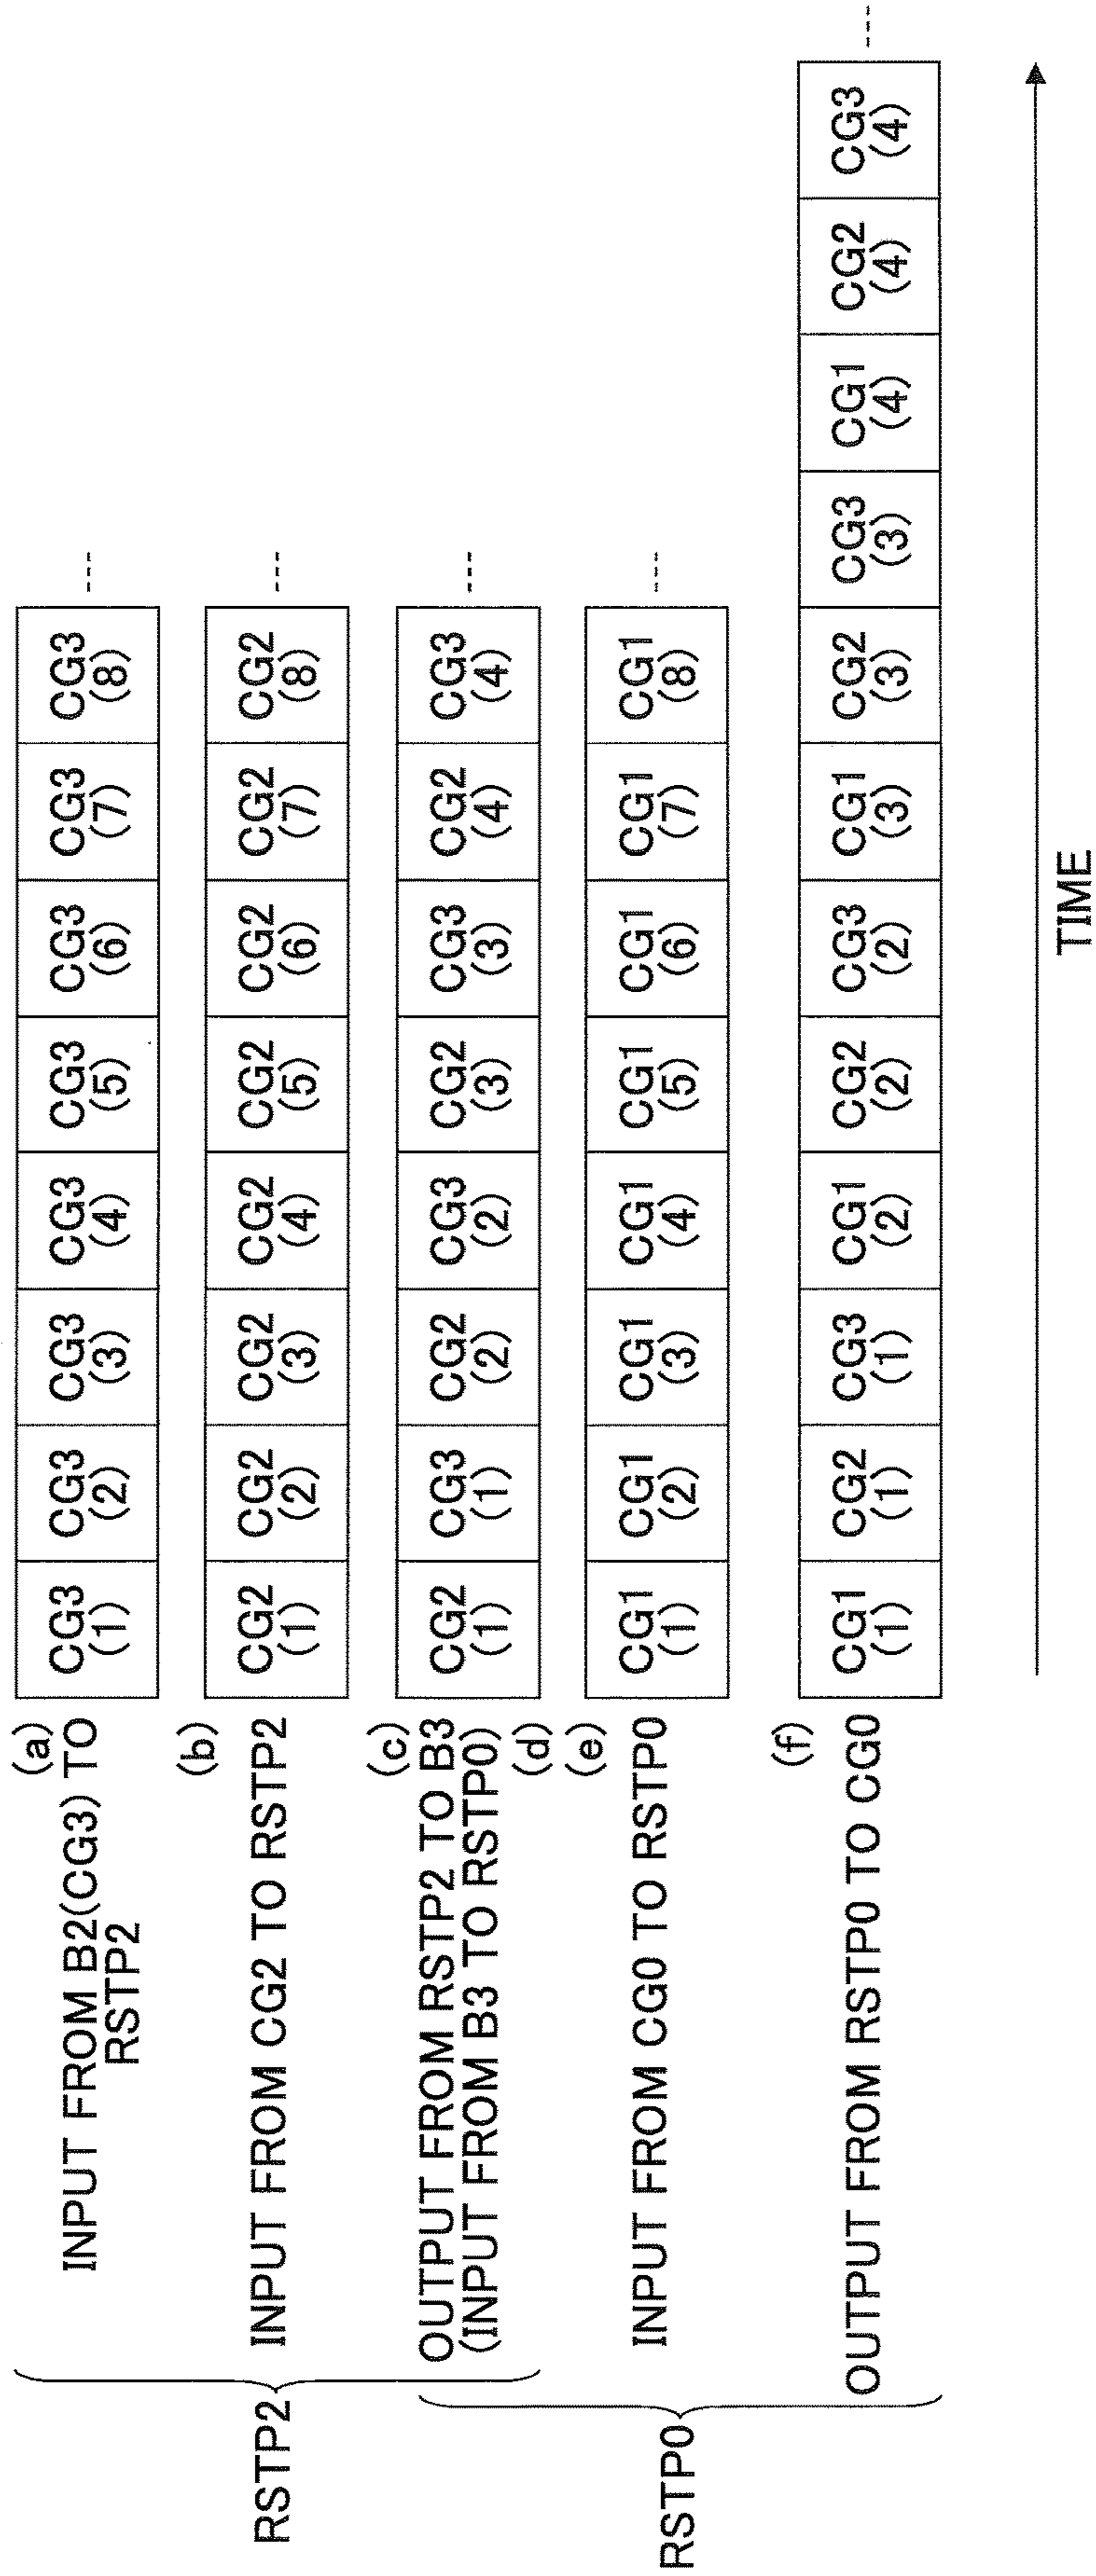 RSTP2
(a)
INPUT FROM B2(CG3) TO
RSTP2
CG3 (1) CG3 (2) CG3 (3) CG3 (4) CG3 (5) CG3 (6) CG3 (7) CG3 (8) ---
(b)
INPUT FROM CG2 TO RSTP2
CG2 (1) CG2 (2) CG2 (3) CG2 (4) CG2 (5) CG2 (6) CG2 (7) CG2 (8) ---
(c)
OUTPUT FROM RSTP2 TO B3
(INPUT FROM B3 TO RSTP0)
(d)
CG2 (1) CG3 (1) CG2 (2) CG3 (2) CG2 (3) CG3 (3) CG2 (4) CG3 (4) ---
RSTP0
(e)
INPUT FROM CG0 TO RSTP0
CG1 (1) CG1 (2) CG1 (3) CG1 (4) CG1 (5) CG1 (6) CG1 (7) CG1 (8) ---
(f)
OUTPUT FROM RSTP0 TO CG0
CG1 (1) CG2 (1) CG3 (1) CG1 (2) CG2 (2) CG3 (2) CG1 (3) CG2 (3) CG3 (3) CG1 (4) CG2 (4) CG3 (4) ---
TIME